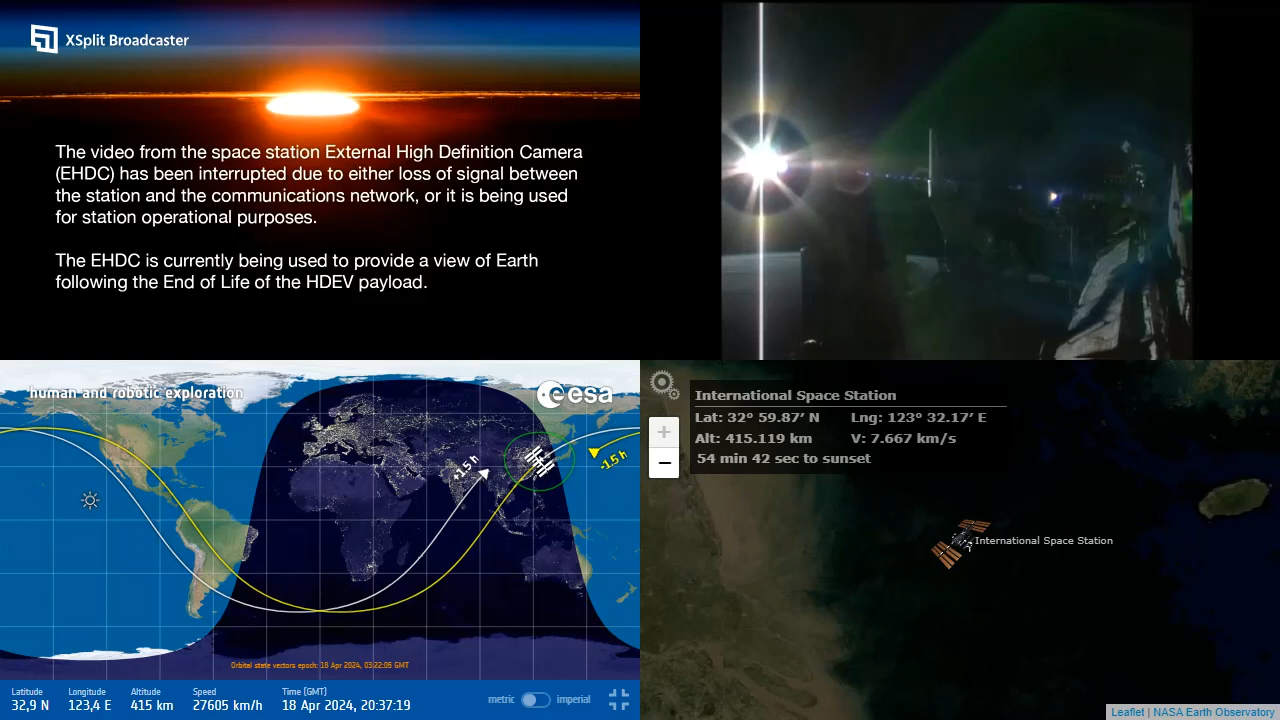 XSplit Broadcaster
The video from the space station External High Definition Camera
(EHDC) has been interrupted due to either loss of signal between
the station and the communications network, or it is being used
for station operational purposes.
The EHDC is currently being used to provide a view of Earth
following the End of Life of the HDEV payload.
human and robotic exploration
esa
+1.5 h
-1.5 h
Orbital state vectors epoch: 18 Apr 2024, 03:22:05 GMT
Latitude Longitude Altitude Speed Time (GMT)
32,9 N 123,4 E 415 km 27605 km/h 18 Apr 2024, 20:37:19
metric imperial
International Space Station
Lat: 32° 59.87′ N Lng: 123° 32.17′ E
Alt: 415.119 km V: 7.667 km/s
54 min 42 sec to sunset
+
−
International Space Station
Leaflet | NASA Earth Observatory